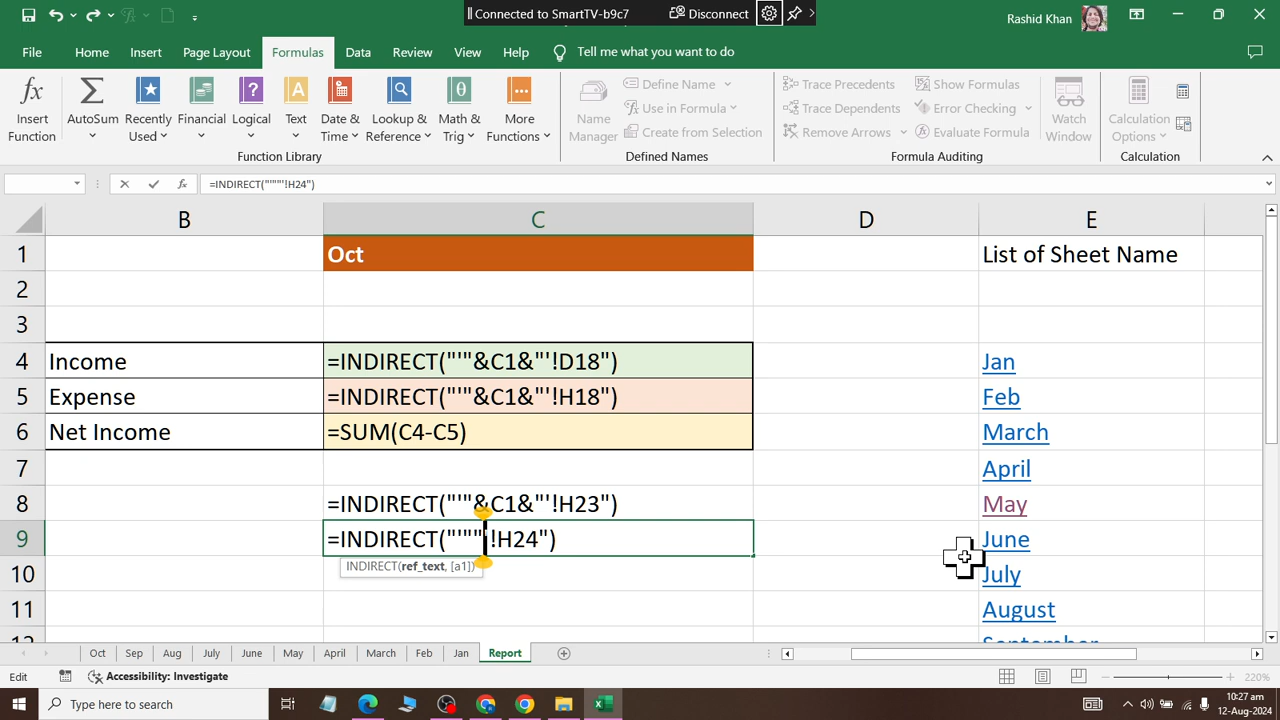 Connected to SmartTV-b9c7 Disconnect
Rashid Khan
File Home Insert Page Layout Formulas Data Review View Help Tell me what you want to do
Insert Function
AutoSum
Recently Used
Financial
Logical
Text
Date & Time
Lookup & Reference
Math & Trig
More Functions
Function Library
Name Manager
Define Name
Use in Formula
Create from Selection
Defined Names
Trace Precedents
Trace Dependents
Remove Arrows
Show Formulas
Error Checking
Evaluate Formula
Formula Auditing
Watch Window
Calculation Options
Calculation
fx =INDIRECT("'"""'!H24")
B C D E
1 Oct List of Sheet Name
2
3
4 Income =INDIRECT("'"&C1&"'!D18") Jan
5 Expense =INDIRECT("'"&C1&"'!H18") Feb
6 Net Income =SUM(C4-C5) March
7 April
8 =INDIRECT("'"&C1&"'!H23") May
9 =INDIRECT("'"""'!H24") June
INDIRECT(ref_text, [a1])
10 July
11 August
Oct Sep Aug July June May April March Feb Jan Report
Edit Accessibility: Investigate 220%
Type here to search
10:27 am
12-Aug-2024